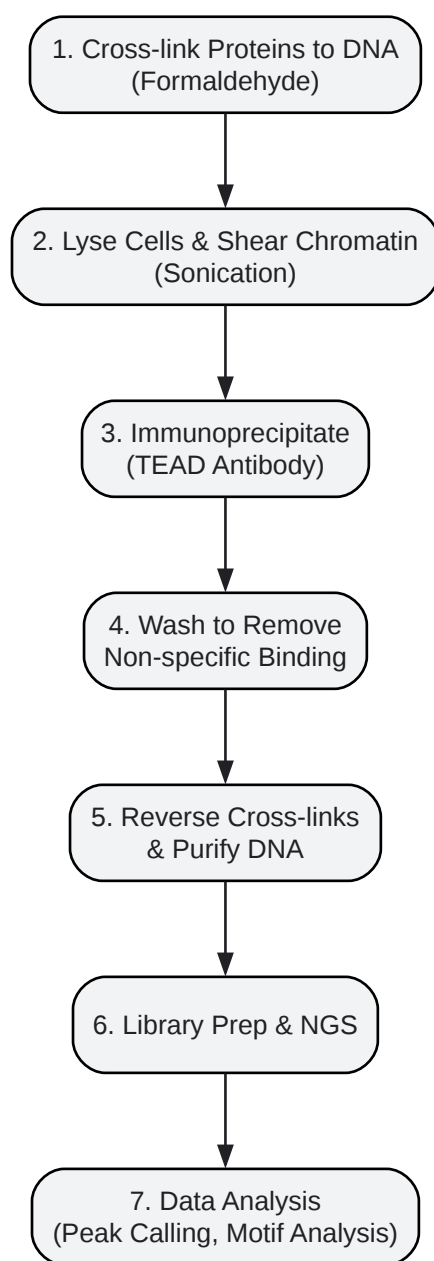 1. Cross-link Proteins to DNA
(Formaldehyde)
2. Lyse Cells & Shear Chromatin
(Sonication)
3. Immunoprecipitate
(TEAD Antibody)
4. Wash to Remove
Non-specific Binding
5. Reverse Cross-links
& Purify DNA
6. Library Prep & NGS
7. Data Analysis
(Peak Calling, Motif Analysis)